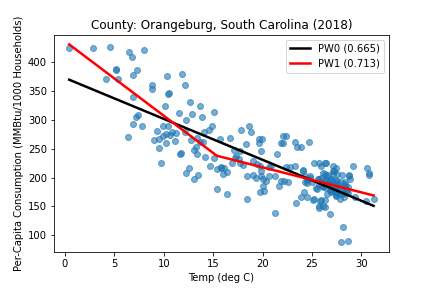 County: Orangeburg, South Carolina (2018)
PW0 (0.665)
PW1 (0.713)
Per-Capita Consumption (MMBtu/1000 Households)
400
350
300
250
200
150
100
0 5 10 15 20 25 30
Temp (deg C)